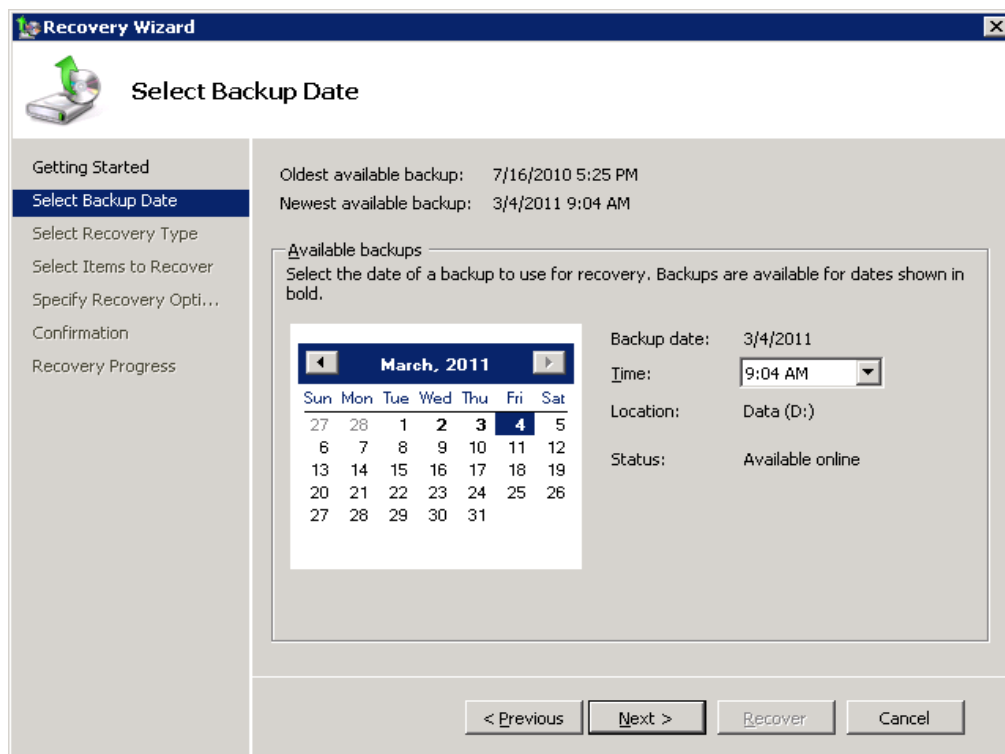 Recovery Wizard
Select Backup Date
Getting Started
Select Backup Date
Select Recovery Type
Select Items to Recover
Specify Recovery Opti...
Confirmation
Recovery Progress
Oldest available backup: 7/16/2010 5:25 PM
Newest available backup: 3/4/2011 9:04 AM
Available backups
Select the date of a backup to use for recovery. Backups are available for dates shown in
bold.
March, 2011
Sun Mon Tue Wed Thu Fri Sat
27 28 1 2 3 4 5
6 7 8 9 10 11 12
13 14 15 16 17 18 19
20 21 22 23 24 25 26
27 28 29 30 31
Backup date: 3/4/2011
Time: 9:04 AM
Location: Data (D:)
Status: Available online
< Previous Next > Recover Cancel